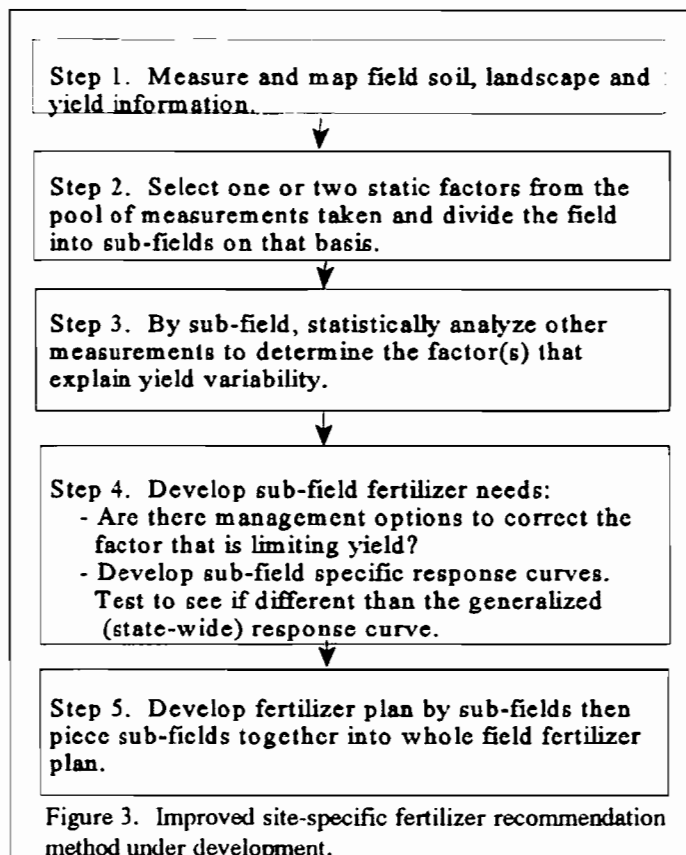 Step 1. Measure and map field soil, landscape and
yield information.
Step 2. Select one or two static factors from the
pool of measurements taken and divide the field
into sub-fields on that basis.
Step 3. By sub-field, statistically analyze other
measurements to determine the factor(s) that
explain yield variability.
Step 4. Develop sub-field fertilizer needs:
- Are there management options to correct the
factor that is limiting yield?
- Develop sub-field specific response curves.
Test to see if different than the generalized
(state-wide) response curve.
Step 5. Develop fertilizer plan by sub-fields then
piece sub-fields together into whole field fertilizer
plan.
Figure 3. Improved site-specific fertilizer recommendation
method under development.